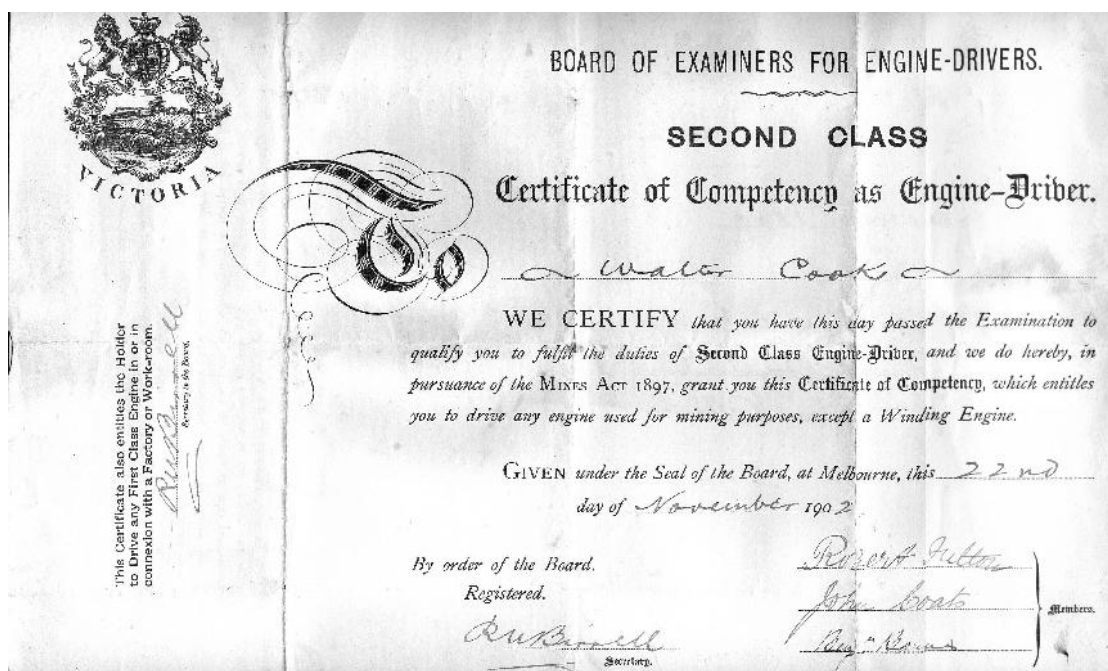 VICTORIA
This Certificate also entitles the Holder
to Drive any First Class Engine in or in
connexion with a Factory or Work-room.
Secretary to the Board.
BOARD OF EXAMINERS FOR ENGINE-DRIVERS.
SECOND CLASS
Certificate of Competency as Engine-Driver.
To
Walter Cook
WE CERTIFY that you have this day passed the Examination to
qualify you to fulfil the duties of Second Class Engine-Driver, and we do hereby, in
pursuance of the MINES ACT 1897, grant you this Certificate of Competency, which entitles
you to drive any engine used for mining purposes, except a Winding Engine.
GIVEN under the Seal of the Board, at Melbourne, this 22nd
day of November 1902
By order of the Board.
Registered.
Secretary.
Robert Fulton
John Coats
Members.